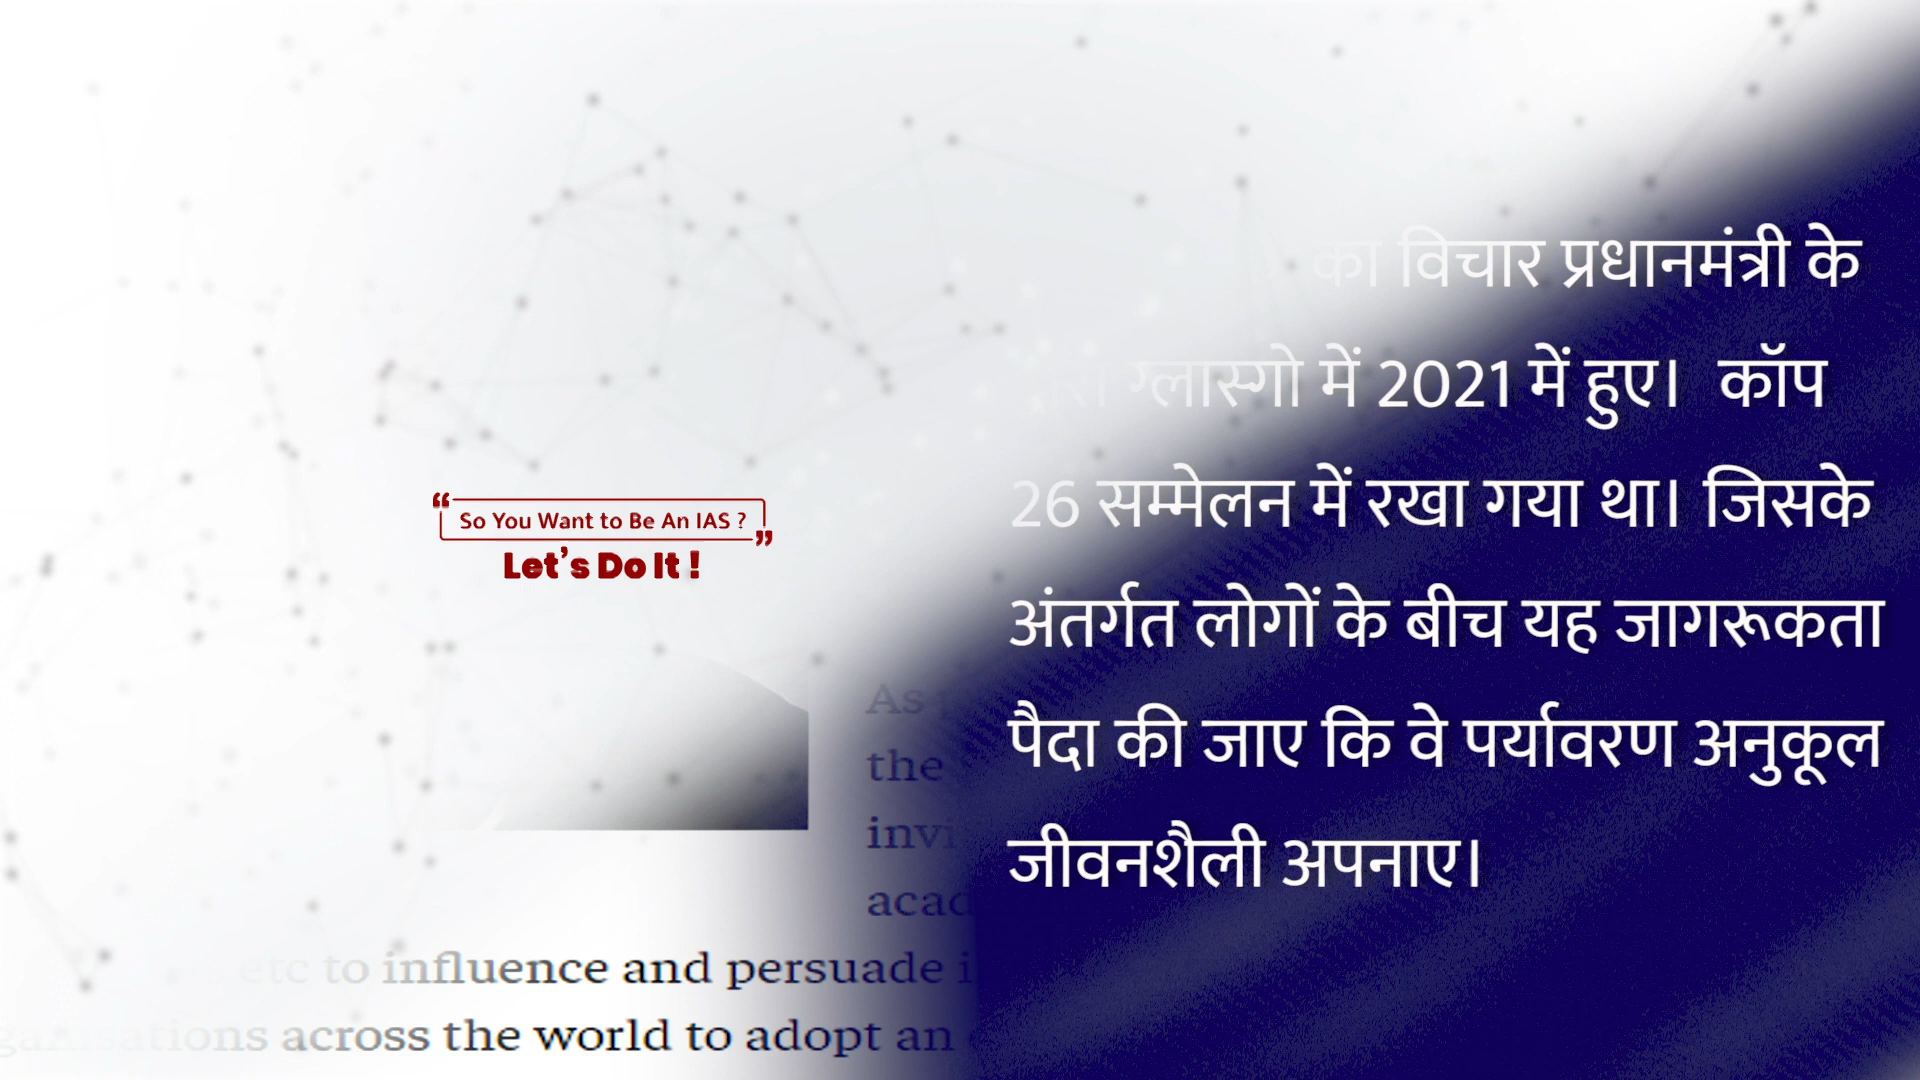 “ So You Want to Be An IAS ? ”
Let’s Do It !
का विचार प्रधानमंत्री के
ग्लास्गो में 2021 में हुए। कॉप
26 सम्मेलन में रखा गया था। जिसके
अंतर्गत लोगों के बीच यह जागरूकता
पैदा की जाए कि वे पर्यावरण अनुकूल
जीवनशैली अपनाए।
As
the
etc to influence and persuade
across the world to adopt an